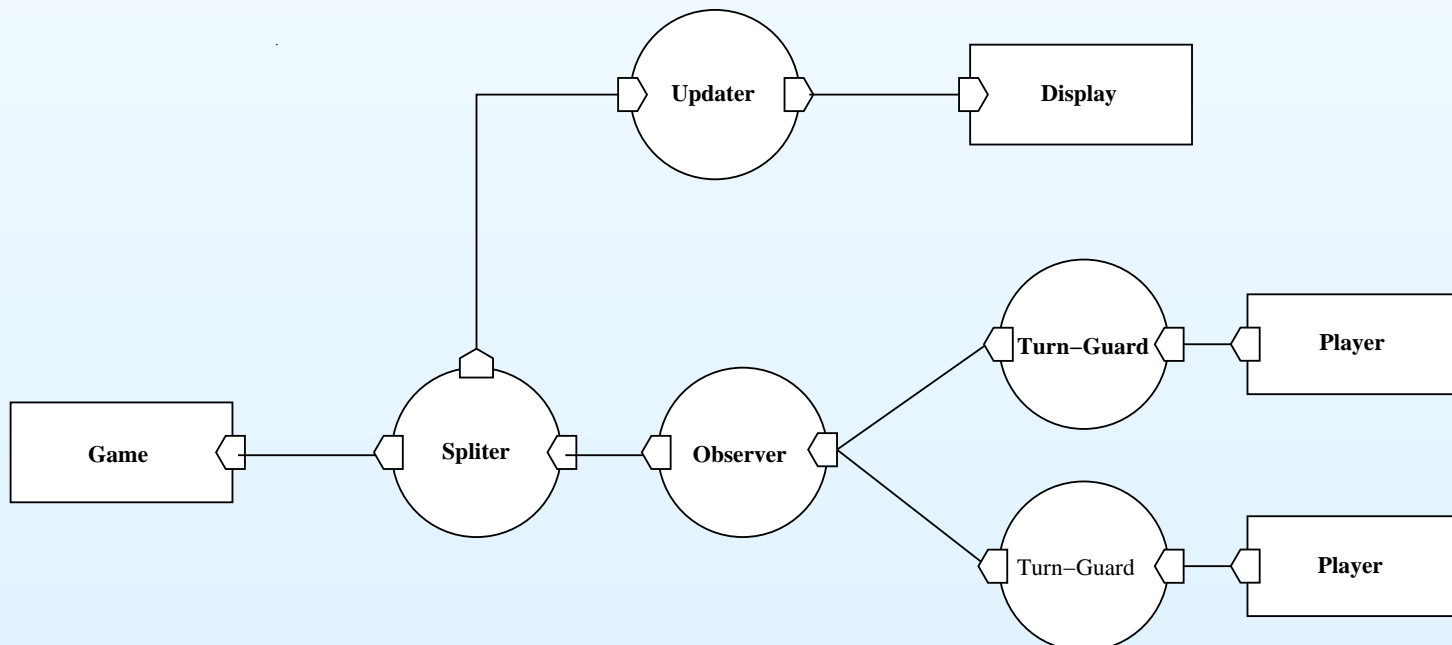 Updater
Display
Turn−Guard
Player
Game
Spliter
Observer
Turn−Guard
Player